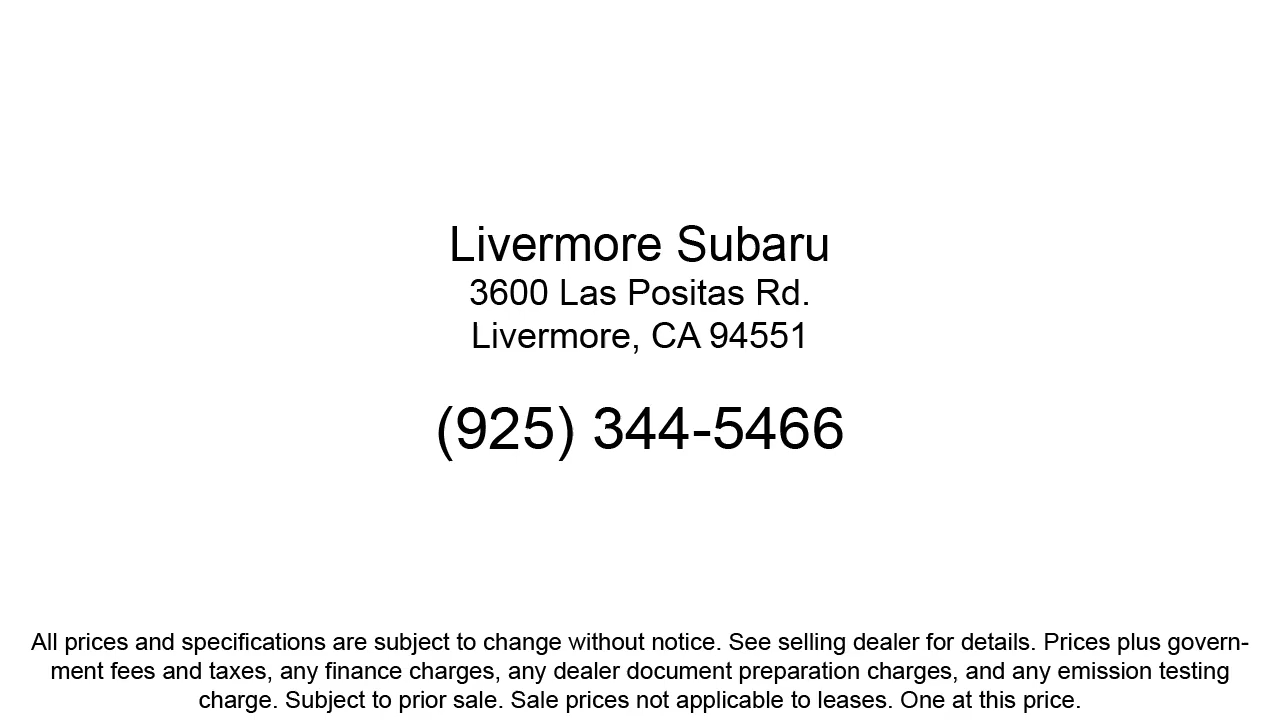 Livermore Subaru
3600 Las Positas Rd.
Livermore, CA 94551
(925) 344-5466
All prices and specifications are subject to change without notice. See selling dealer for details. Prices plus govern-
ment fees and taxes, any finance charges, any dealer document preparation charges, and any emission testing
charge. Subject to prior sale. Sale prices not applicable to leases. One at this price.